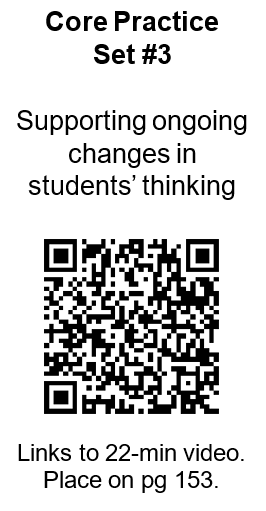 Core Practice
Set #3
Supporting ongoing
changes in
students’ thinking
Links to 22-min video.
Place on pg 153.